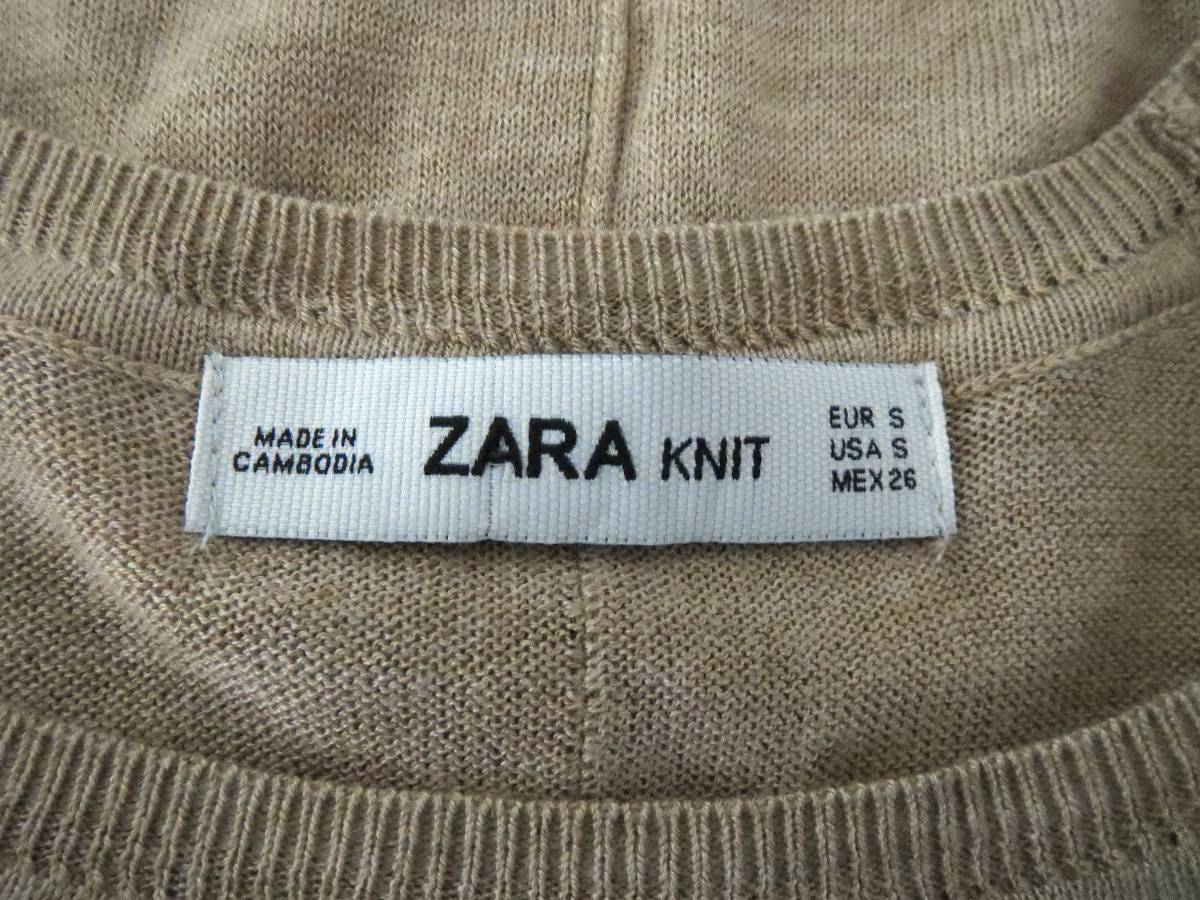 MADE IN
CAMBODIA
ZARA KNIT
EUR S
USA S
MEX 26